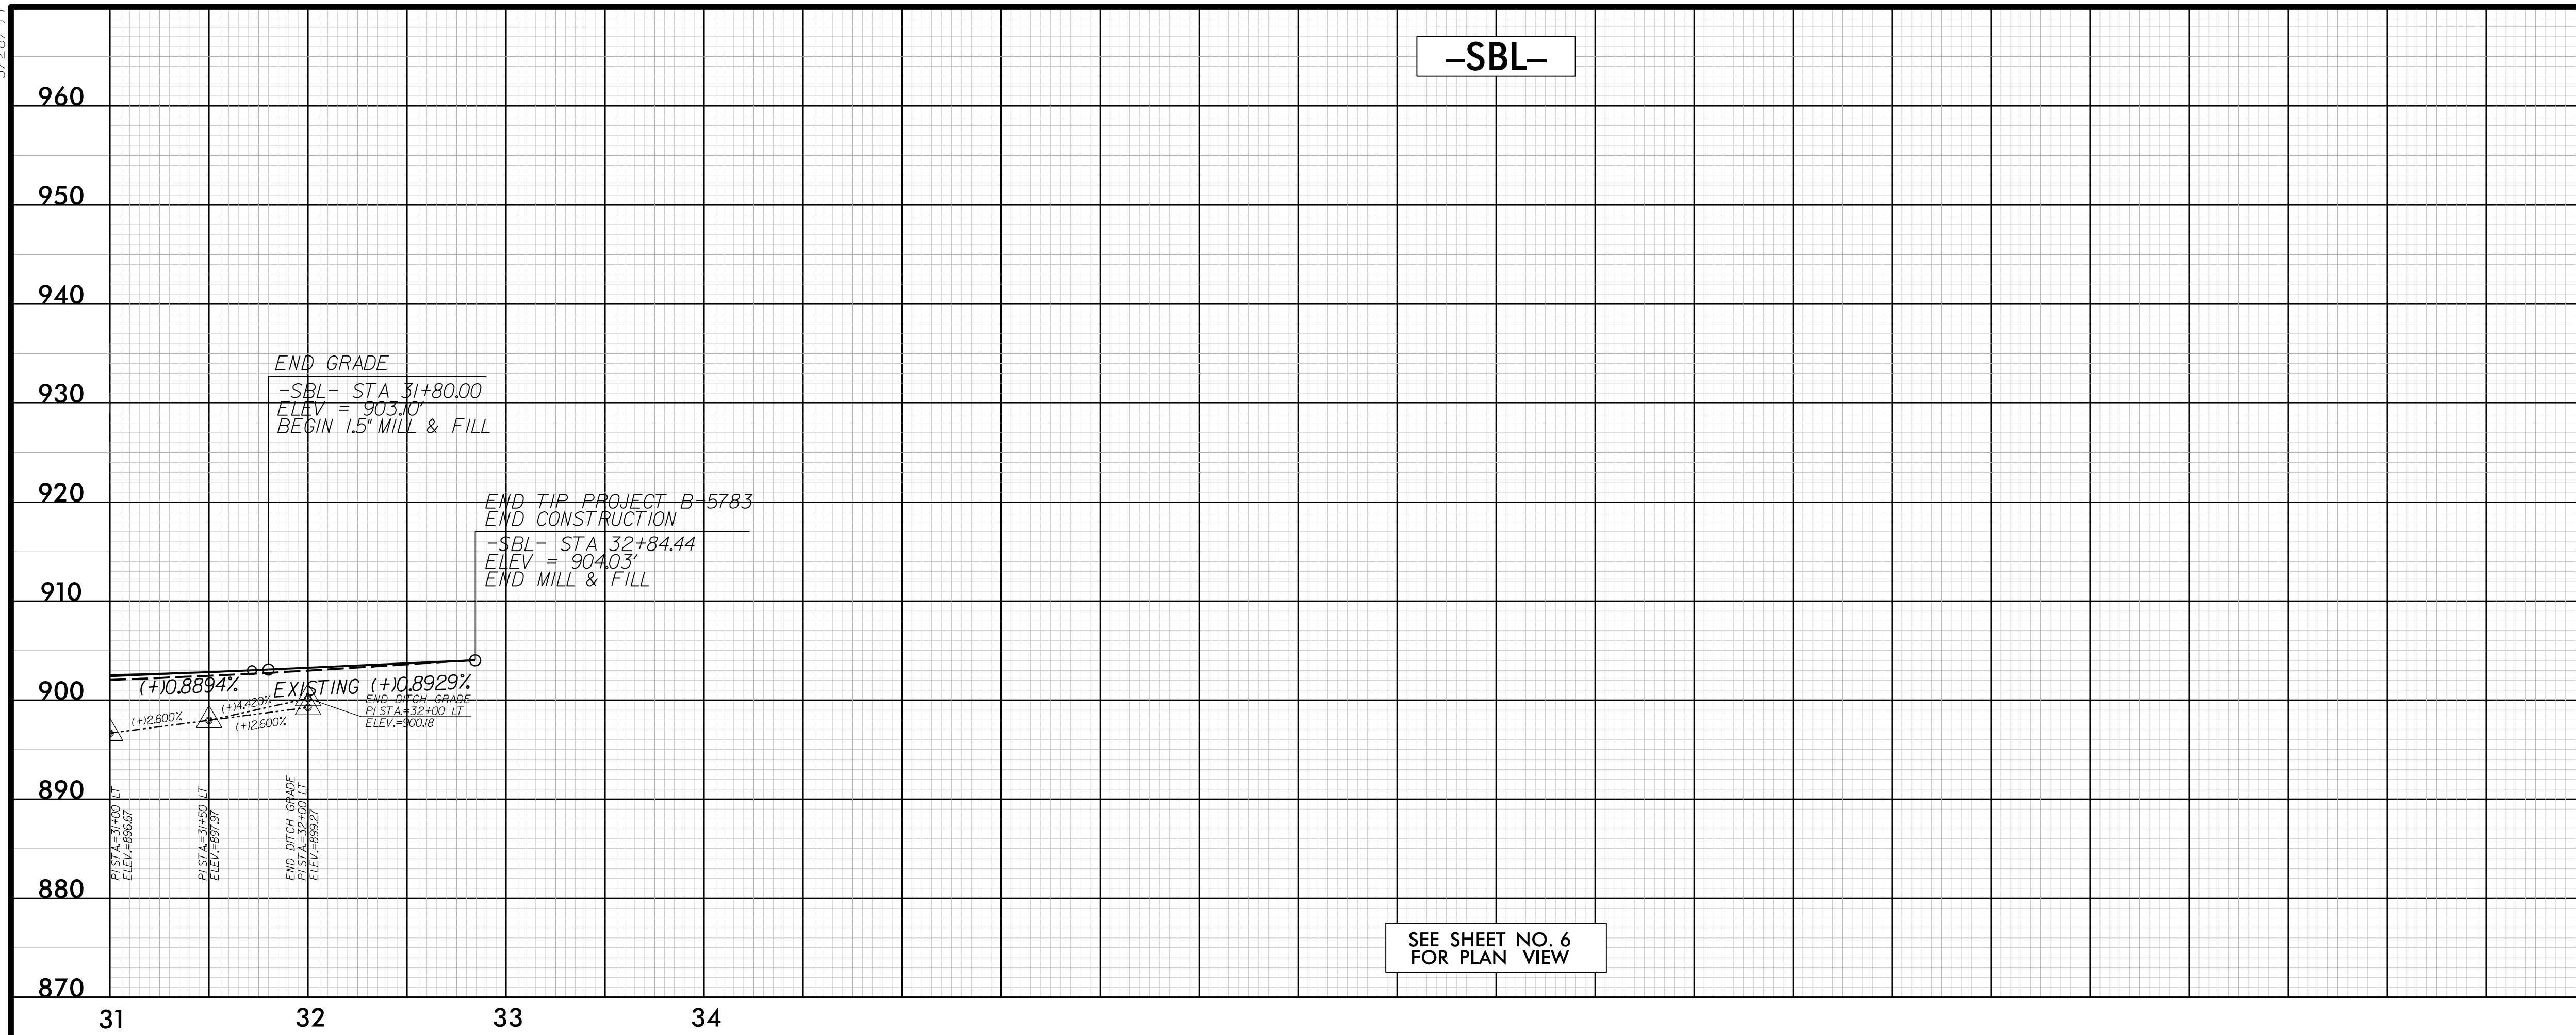 –SBL–
960
950
940
930
920
910
900
890
880
870
END GRADE
-SBL- STA 31+80.00
ELEV = 903.10'
BEGIN 1.5" MILL & FILL
END TIP PROJECT B-5783
END CONSTRUCTION
-SBL- STA 32+84.44
ELEV = 904.03'
END MILL & FILL
(+)0.8894%
EXISTING (+)0.8929%
(+)2.600%
(+)4.420%
(+)2.600%
END DITCH GRADE
PI STA.=32+00 LT
ELEV.=900.18
PI STA.=31+00 LT
ELEV.=896.67
PI STA.=31+50 LT
ELEV.=897.97
END DITCH GRADE
PI STA.=32+00 LT
ELEV.=899.27
SEE SHEET NO. 6
FOR PLAN VIEW
31
32
33
34